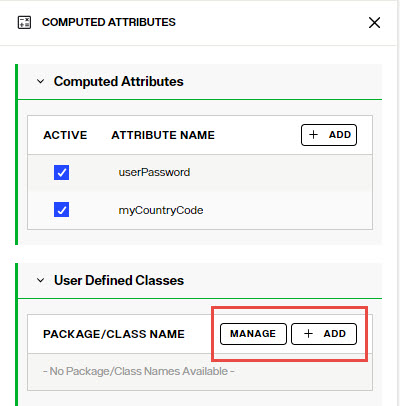 COMPUTED ATTRIBUTES
Computed Attributes
ACTIVE ATTRIBUTE NAME + ADD
userPassword
myCountryCode
User Defined Classes
PACKAGE/CLASS NAME MANAGE + ADD
- No Package/Class Names Available -